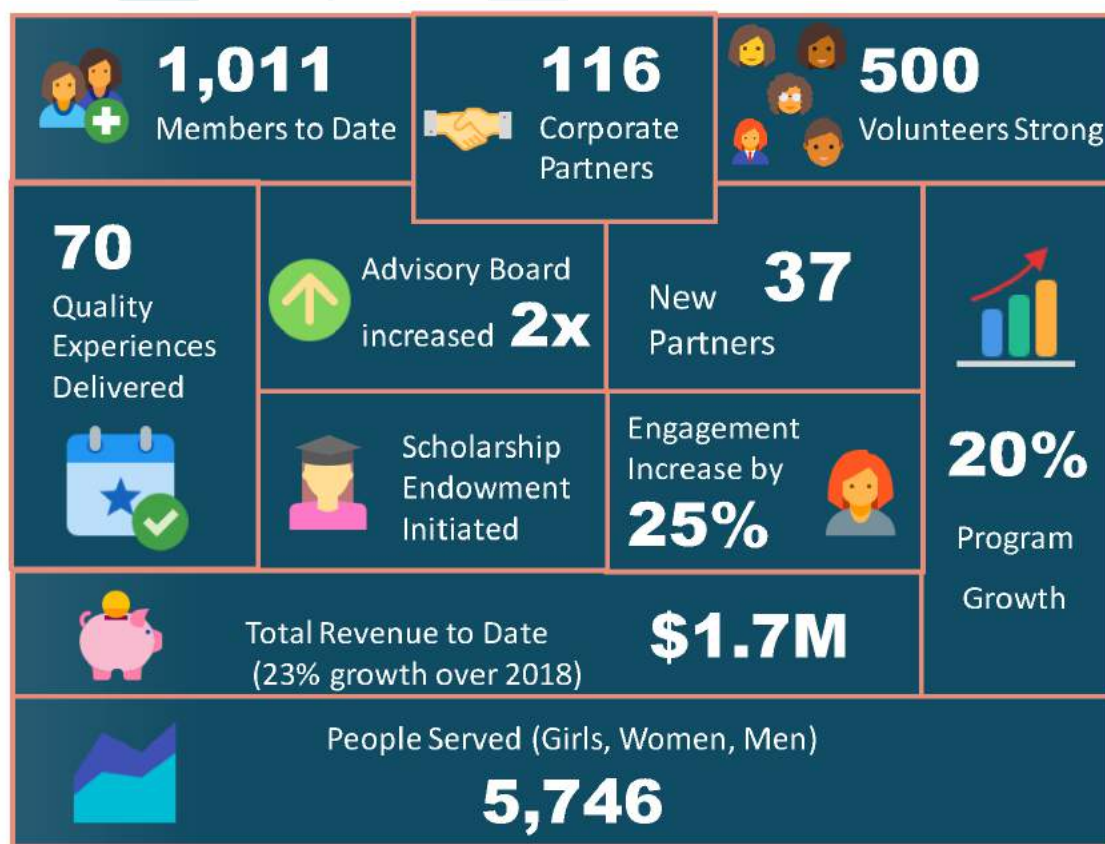 1,011
Members to Date
116
Corporate
Partners
500
Volunteers Strong
70
Quality
Experiences
Delivered
Advisory Board
increased 2x
New 37
Partners
20%
Program
Growth
Scholarship
Endowment
Initiated
Engagement
Increase by
25%
Total Revenue to Date $1.7M
(23% growth over 2018)
People Served (Girls, Women, Men)
5,746